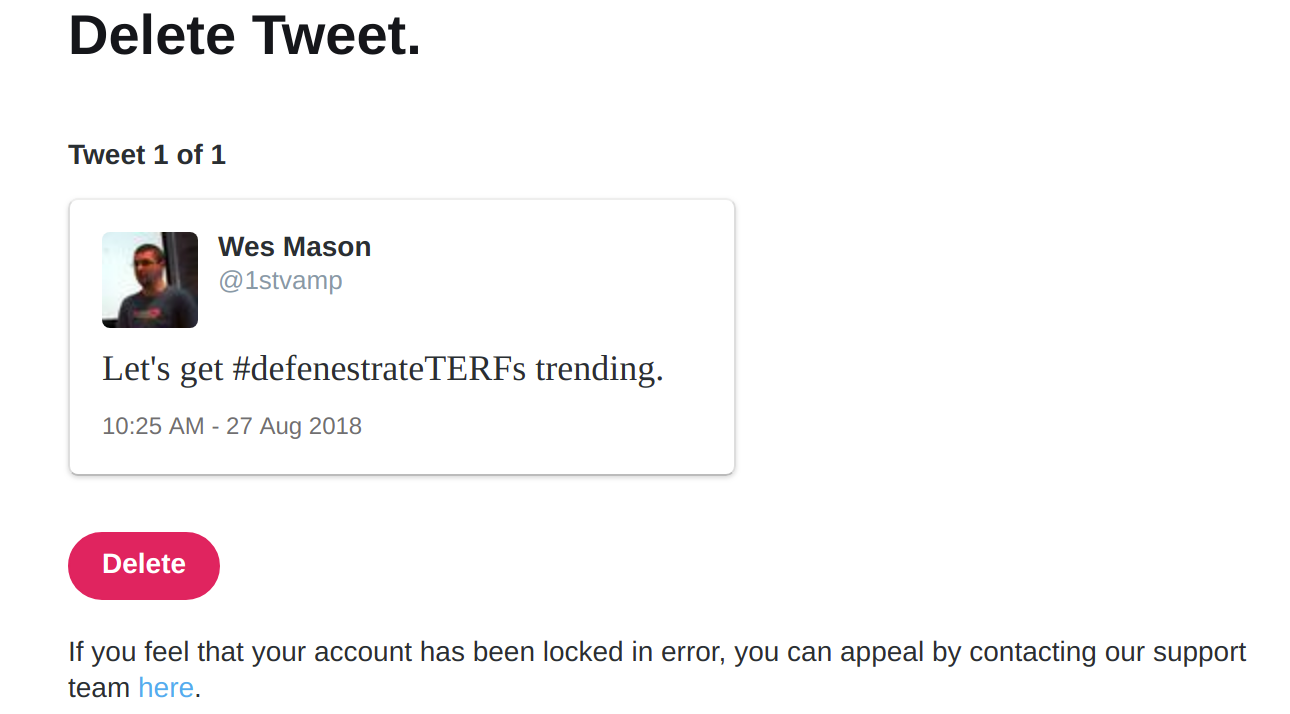 Delete Tweet.
Tweet 1 of 1
Wes Mason
@1stvamp
Let's get #defenestrateTERFs trending.
10:25 AM - 27 Aug 2018
Delete
If you feel that your account has been locked in error, you can appeal by contacting our support
team here.